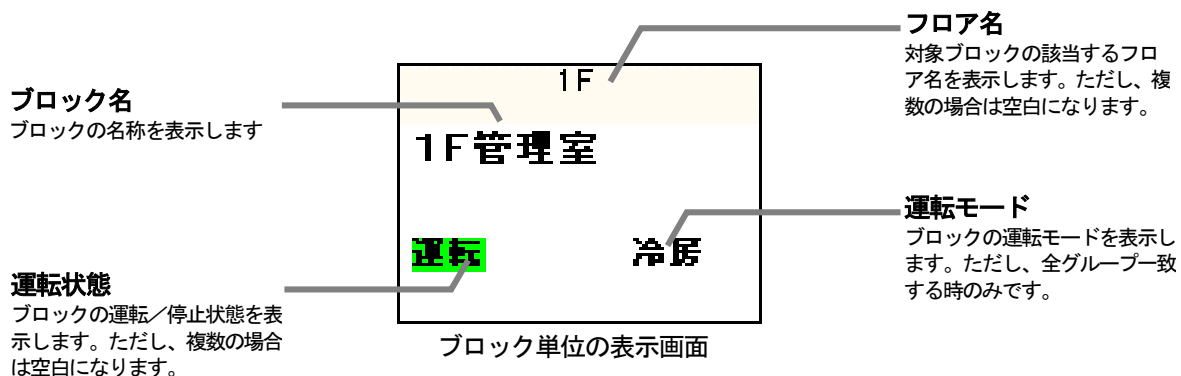 フロア名
対象ブロックの該当するフロ
ア名を表示します。ただし、複
数の場合は空白になります。
ブロック名
ブロックの名称を表示します
1F
1F管理室
運転モード
ブロックの運転モードを表示し
ます。ただし、全グループ一致
する時のみです。
運転
冷房
運転状態
ブロックの運転／停止状態を表
示します。ただし、複数の場合
は空白になります。
ブロック単位の表示画面